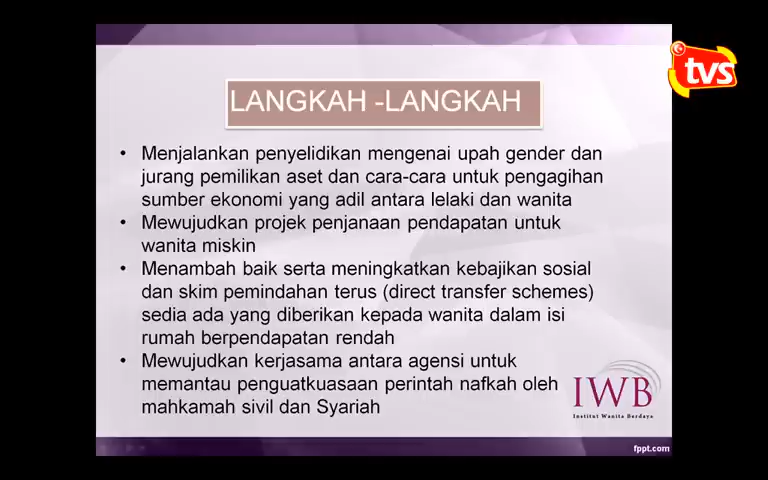 tvs
LANGKAH -LANGKAH
• Menjalankan penyelidikan mengenai upah gender dan
jurang pemilikan aset dan cara-cara untuk pengagihan
sumber ekonomi yang adil antara lelaki dan wanita
• Mewujudkan projek penjanaan pendapatan untuk
wanita miskin
• Menambah baik serta meningkatkan kebajikan sosial
dan skim pemindahan terus (direct transfer schemes)
sedia ada yang diberikan kepada wanita dalam isi
rumah berpendapatan rendah
• Mewujudkan kerjasama antara agensi untuk
memantau penguatkuasaan perintah nafkah oleh
mahkamah sivil dan Syariah
IWB
Institut Wanita Berdaya
fppt.com